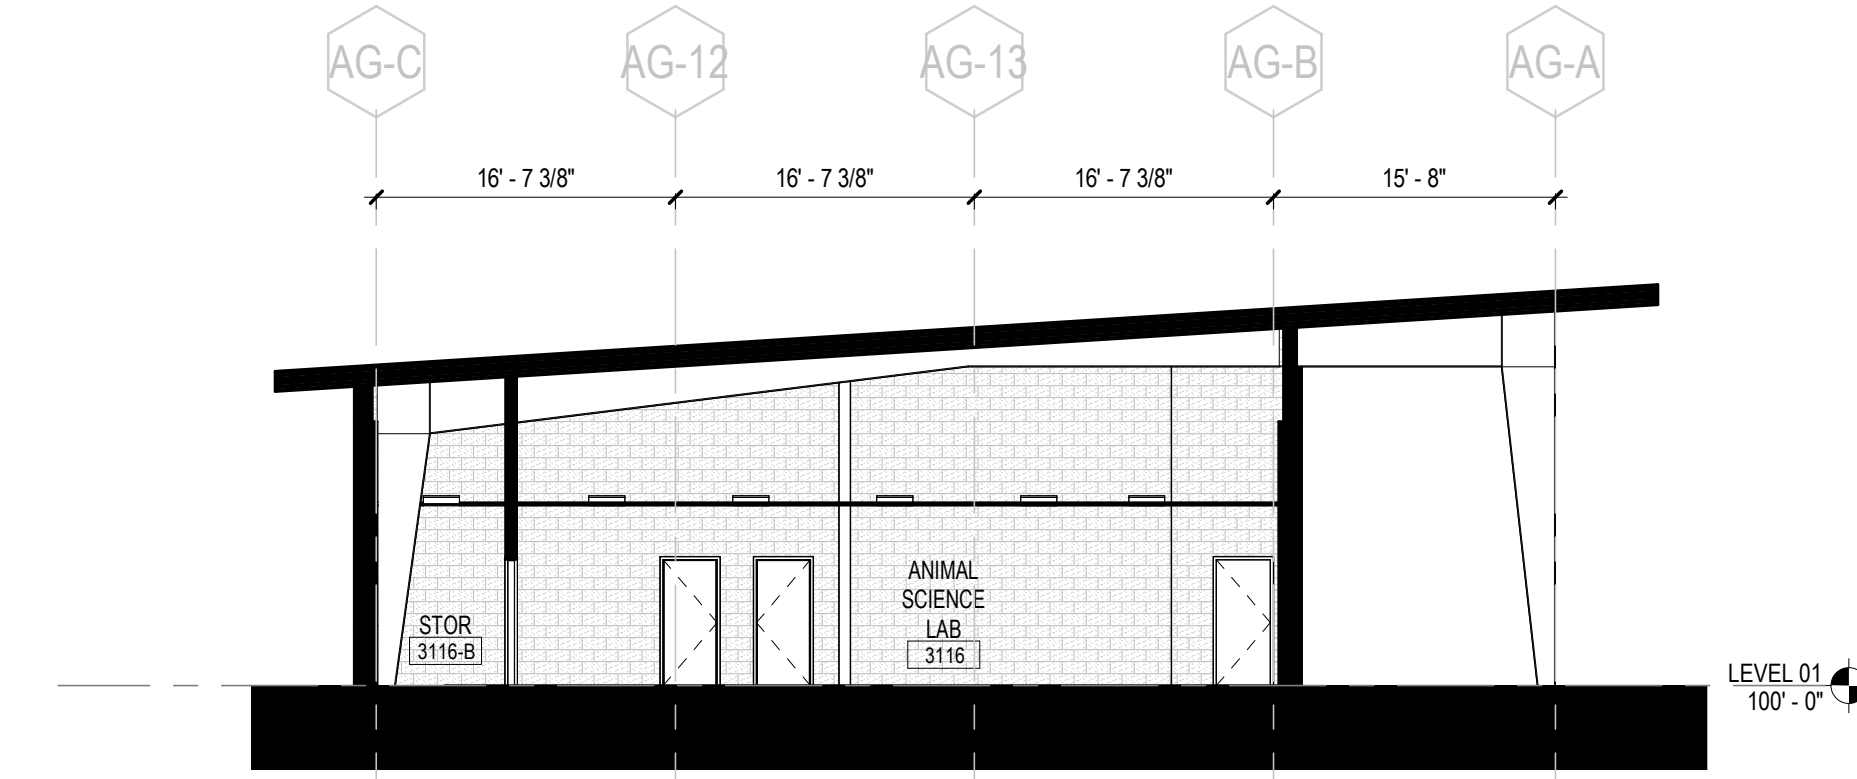 AG-C
AG-12
AG-13
AG-B
AG-A
16' - 7 3/8"
16' - 7 3/8"
16' - 7 3/8"
15' - 8"
ANIMAL
SCIENCE
LAB
3116
STOR
3116-B
LEVEL 01
100' - 0"